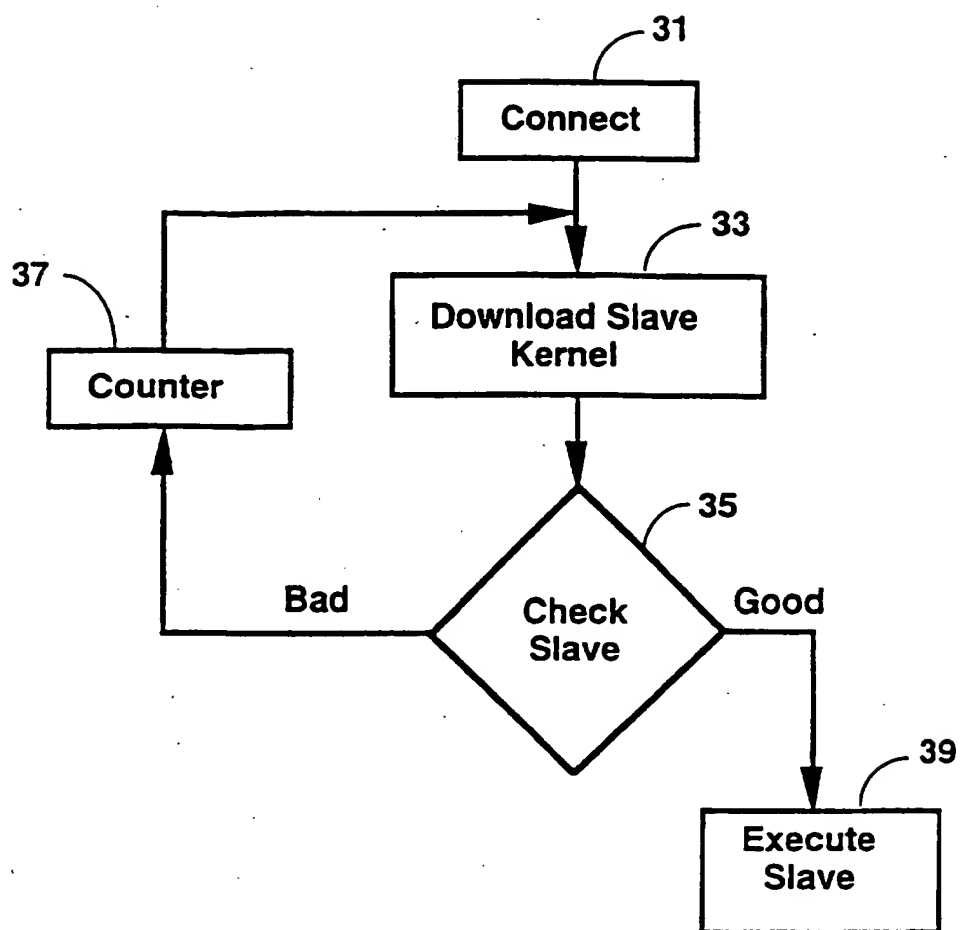 31
Connect
33
37
Download Slave
Kernel
Counter
35
Bad
Good
Check
Slave
39
Execute
Slave